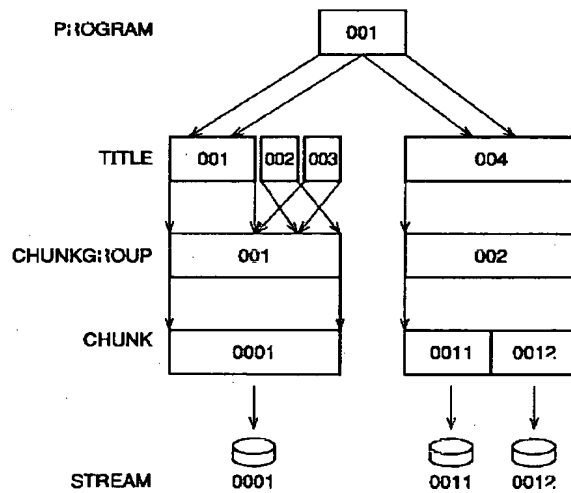 PROGRAM 001
TITLE 001 002 003 004
CHUNKGROUP 001 002
CHUNK 0001 0011 0012
STREAM 0001 0011 0012